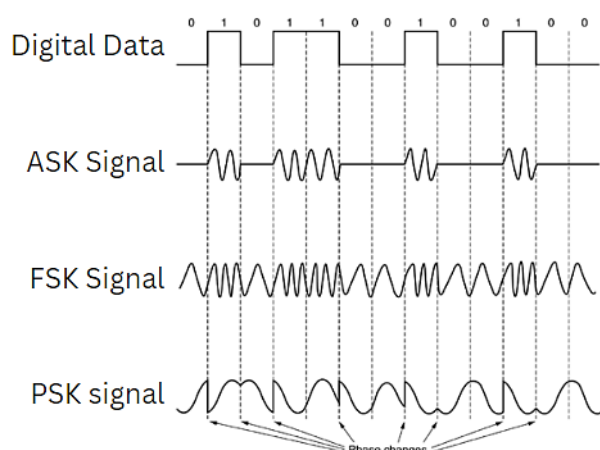 0 1 0 1 1 0 0 1 0 0 1 0 0
Digital Data
ASK Signal
FSK Signal
PSK signal
Phase changes